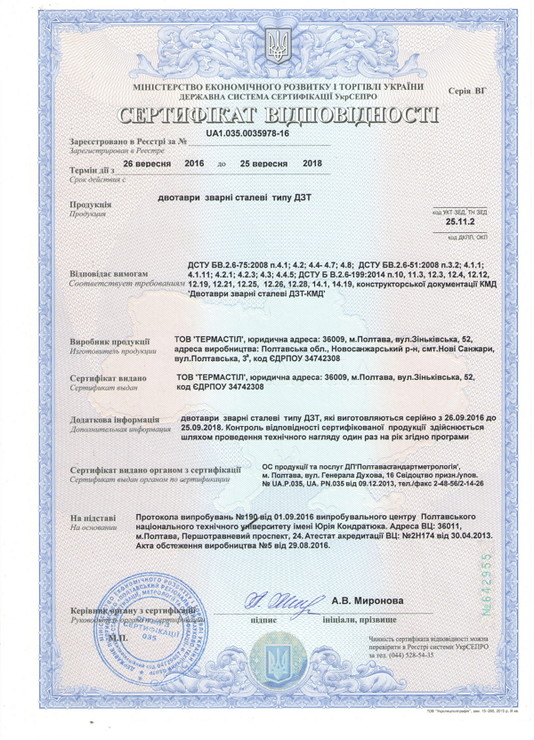 МІНІСТЕРСТВО ЕКОНОМІЧНОГО РОЗВИТКУ І ТОРГІВЛІ УКРАЇНИ
ДЕРЖАВНА СИСТЕМА СЕРТИФІКАЦІЇ УкрСЕПРО
Серія ВГ
СЕРТИФІКАТ ВІДПОВІДНОСТІ
UA1.035.0035978-16
Зареєстровано в Реєстрі за №
Зарегистрирован в Реестре
26 вересня 2016 до 25 вересня 2018
Термін дії з
Срок действия с
Продукція
двотаври зварні сталеві типу ДЗТ
Продукция
код УКТ-ЗЕД, ТН ЗЕД
25.11.2
код ДКПП, ОКП
Відповідає вимогам
Соответствует требованиям
ДСТУ БВ.2.6-75:2008 п.4.1; 4.2; 4.4- 4.7; 4.8; ДСТУ Б.В.2.6-51:2008 п.3.2; 4.1.1;
4.1.11; 4.2.1; 4.2.3; 4.3; 4.4.5; ДСТУ Б В.2.6-199:2014 п.10, 11.3, 12.3, 12.4, 12.12,
12.19, 12.21, 12.25, 12.26, 12.28, 14.1, 14.19, конструкторської документації КМД
'Двотаври зварні сталеві ДЗТ-КМД'
Виробник продукції
Изготовитель продукции
ТОВ 'ТЕРМАСТІЛ', юридична адреса: 36009, м.Полтава, вул.Зіньківська, 52,
адреса виробництва: Полтавська обл., Новосанжарський р-н, смт.Нові Санжари,
вул.Полтавська, 3, код ЄДРПОУ 34742308
Сертифікат видано
Сертификат выдан
ТОВ 'ТЕРМАСТІЛ', юридична адреса: 36009, м.Полтава, вул.Зіньківська, 52,
код ЄДРПОУ 34742308
Додаткова інформація
Дополнительная информация
двотаври зварні сталеві типу ДЗТ, які виготовляються серійно з 26.09.2016 до
25.09.2018. Контроль відповідності сертифікованої продукції здійснюється
шляхом проведення технічного нагляду один раз на рік згідно програми
Сертифікат видано органом з сертифікації
Сертификат выдан органом по сертификации
ОС продукції та послуг ДП'Полтавастандартметрологія',
м. Полтава, вул. Генерала Духова, 16 Свідоцтво призн./упов.
№ UA.P.035, UA. PN.035 від 09.12.2013, тел./факс 2-48-56/2-14-26
На підставі
На основании
Протокола випробувань №190 від 01.09.2016 випробувального центру Полтавського
національного технічного університету імені Юрія Кондратюка. Адреса ВЦ: 36011,
м.Полтава, Першотравневий проспект, 24. Атестат акредитації ВЦ: №2Н174 від 30.04.2013.
Акта обстеження виробництва №5 від 29.08.2016.
№642955
Керівник органу з сертифікації
Руководитель органа по сертификации
А.В. Миронова
підпис
ініціали, прізвище
М.П.
СЕРТИФІКАЦІЇ
035
Чинність сертифіката відповідності можна
перевірити в Реєстрі системи УкрСЕПРО
за тел. (044) 528-54-35